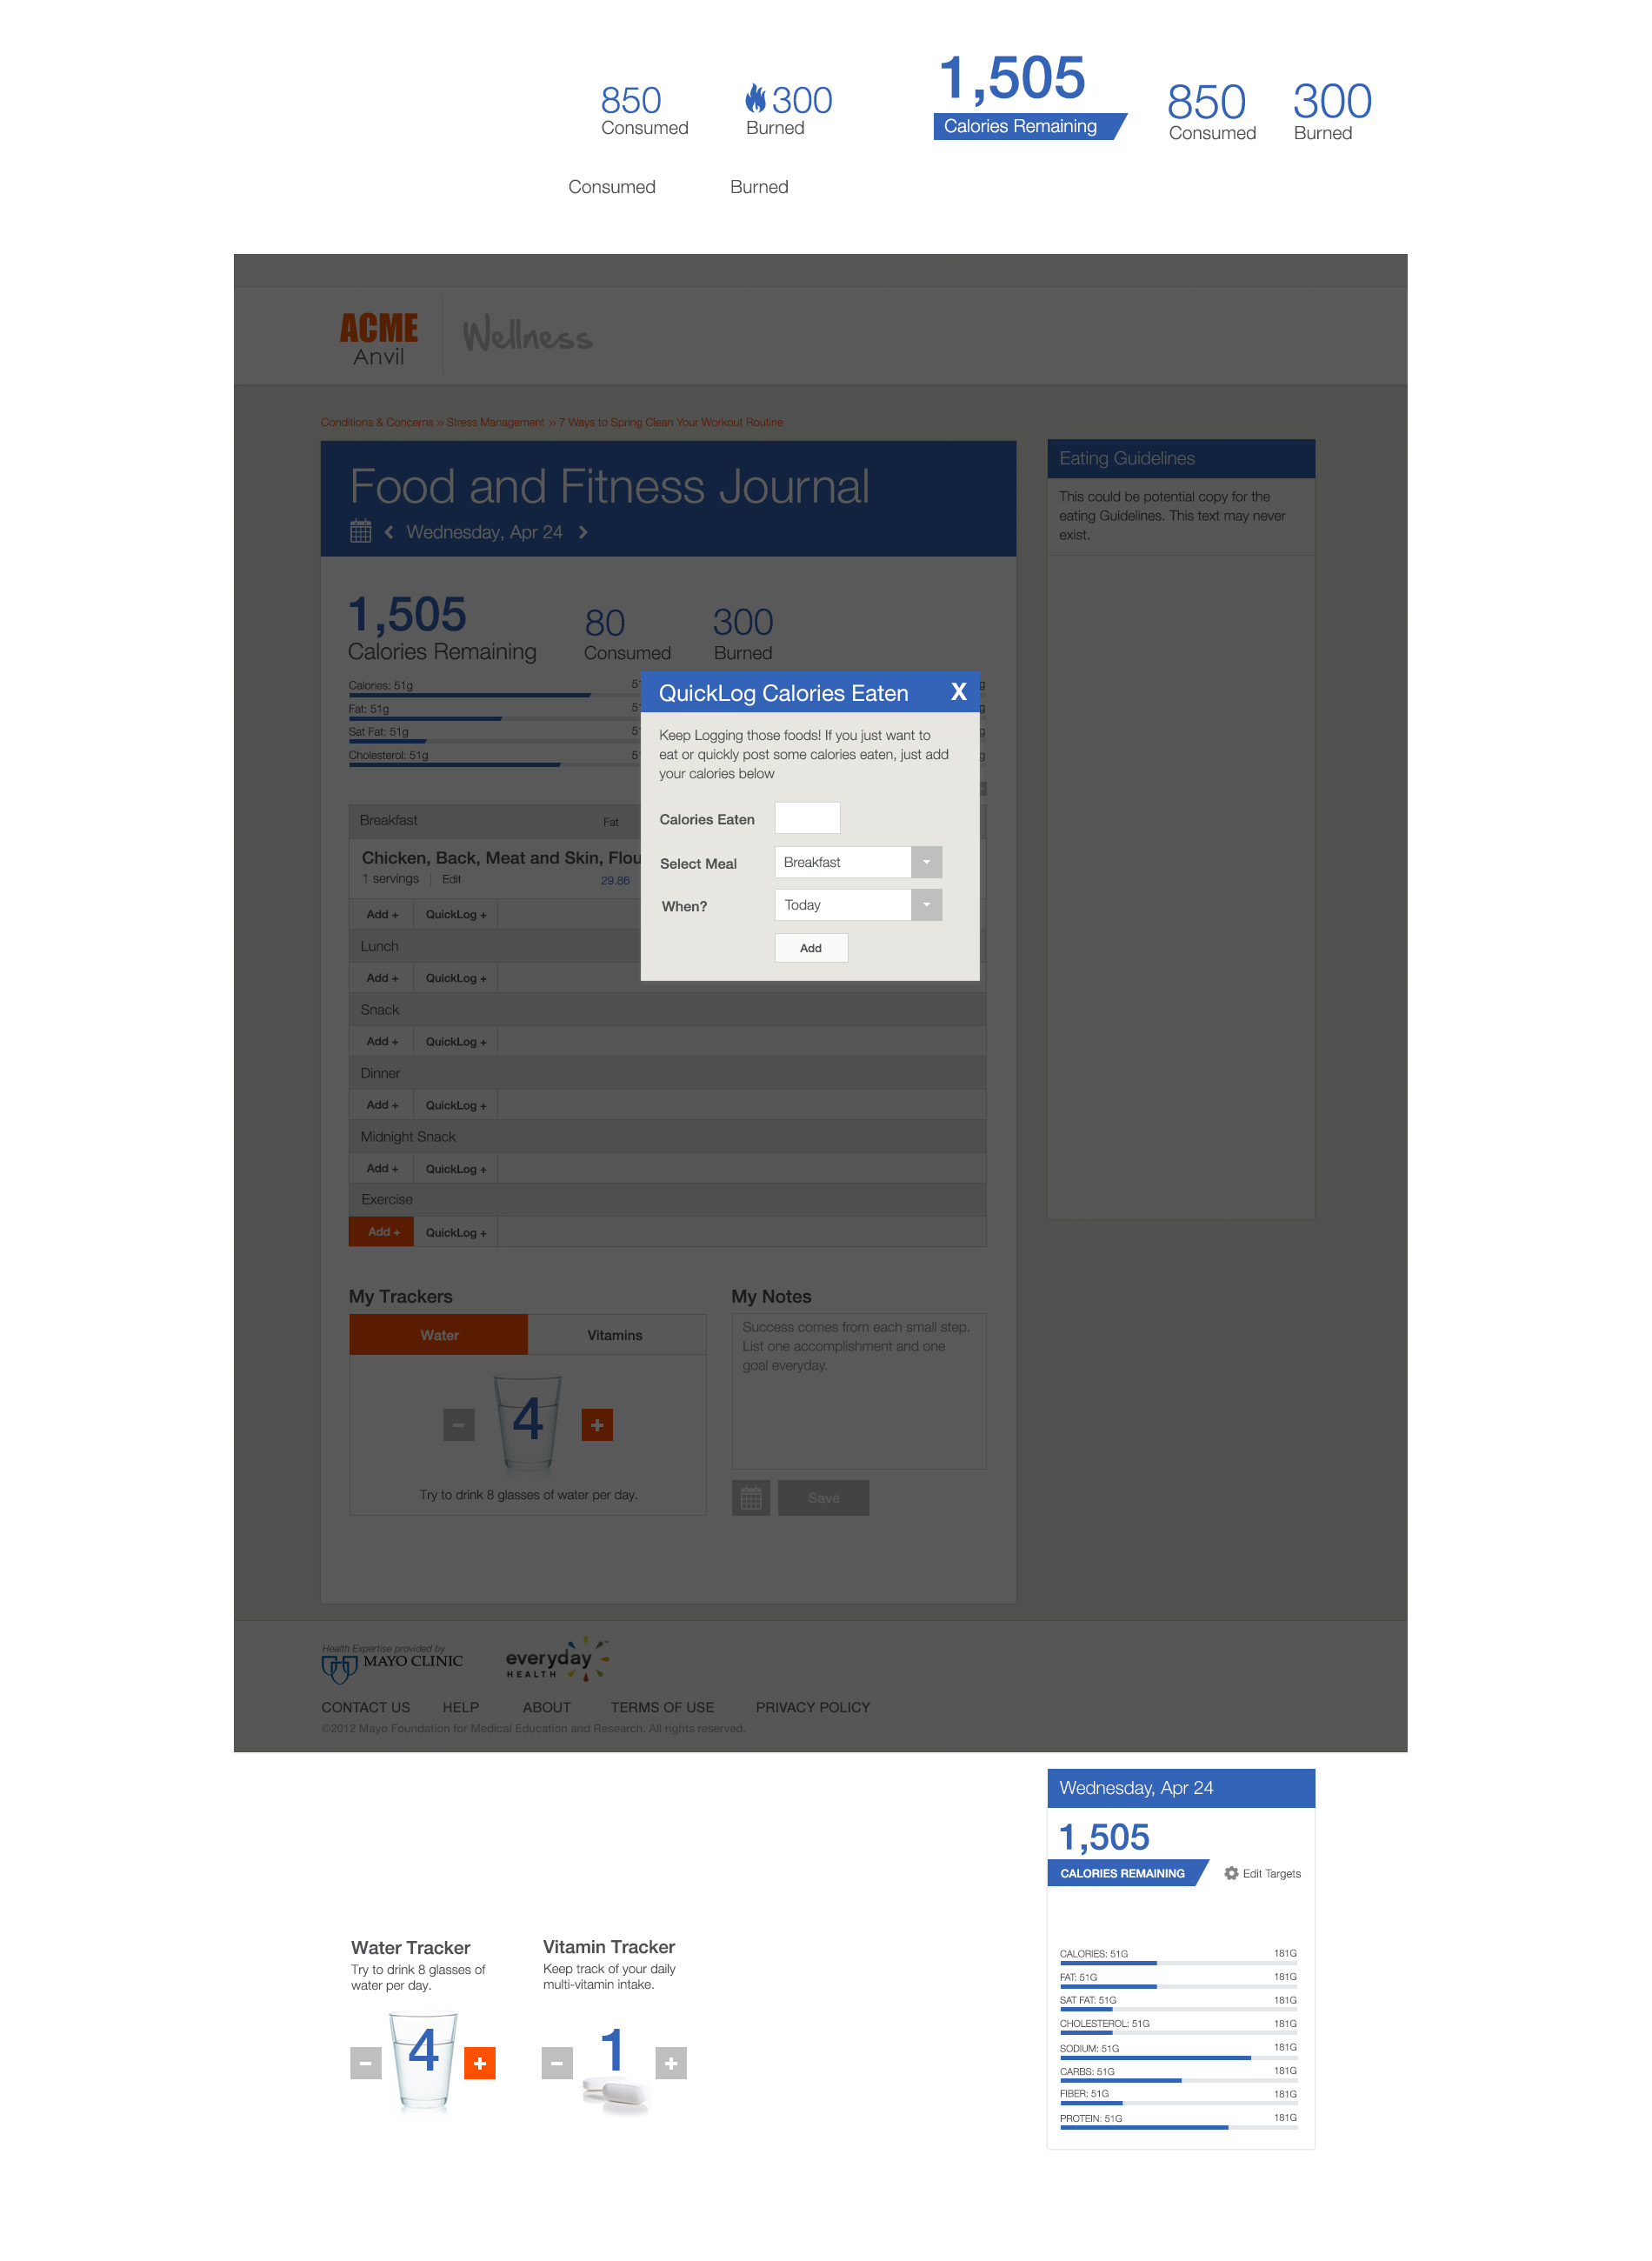 850
Consumed
300
Burned
1,505
Calories Remaining
850
Consumed
300
Burned
Consumed
Burned
ACME
Anvil
Wellness
Conditions & Concerns » Stress Management » 7 Ways to Spring Clean Your Workout Routine
Food and Fitness Journal
Wednesday, Apr 24
Eating Guidelines
This could be potential copy for the
eating Guidelines. This text may never
exist.
1,505
Calories Remaining
80
Consumed
300
Burned
Calories: 51g
Fat: 51g
Sat Fat: 51g
Cholesterol: 51g
QuickLog Calories Eaten X
Keep Logging those foods! If you just want to
eat or quickly post some calories eaten, just add
your calories below
Calories Eaten
Select Meal Breakfast
When? Today
Add
Breakfast Fat
Chicken, Back, Meat and Skin, Flou
1 servings Edit 29.86
Add + QuickLog +
Lunch
Add + QuickLog +
Snack
Add + QuickLog +
Dinner
Add + QuickLog +
Midnight Snack
Add + QuickLog +
Exercise
Add + QuickLog +
My Trackers
Water Vitamins
4
Try to drink 8 glasses of water per day.
My Notes
Success comes from each small step.
List one accomplishment and one
goal everyday.
Save
Health Expertise provided by
MAYO CLINIC
everyday
HEALTH
CONTACT US HELP ABOUT TERMS OF USE PRIVACY POLICY
©2012 Mayo Foundation for Medical Education and Research. All rights reserved.
Wednesday, Apr 24
1,505
CALORIES REMAINING Edit Targets
CALORIES: 51G 181G
FAT: 51G 181G
SAT FAT: 51G 181G
CHOLESTEROL: 51G 181G
SODIUM: 51G 181G
CARBS: 51G 181G
FIBER: 51G 181G
PROTEIN: 51G 181G
Water Tracker
Try to drink 8 glasses of
water per day.
4
Vitamin Tracker
Keep track of your daily
multi-vitamin intake.
1